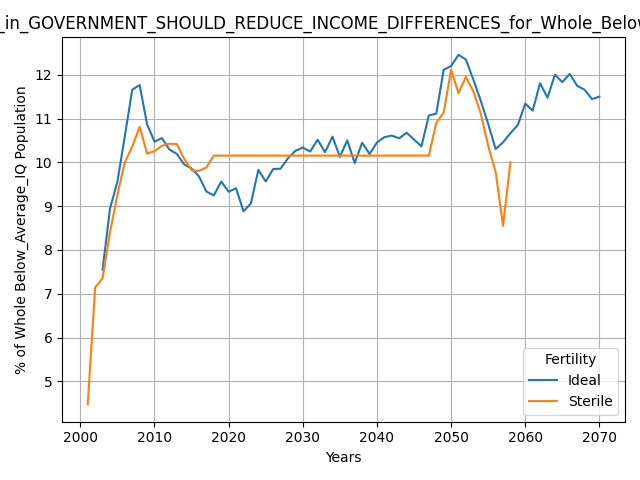 _in_GOVERNMENT_SHOULD_REDUCE_INCOME_DIFFERENCES_for_Whole_Below
% of Whole Below_Average_IQ Population
12
11
10
9
8
7
6
5
2000 2010 2020 2030 2040 2050 2060 2070
Years
Fertility
Ideal
Sterile